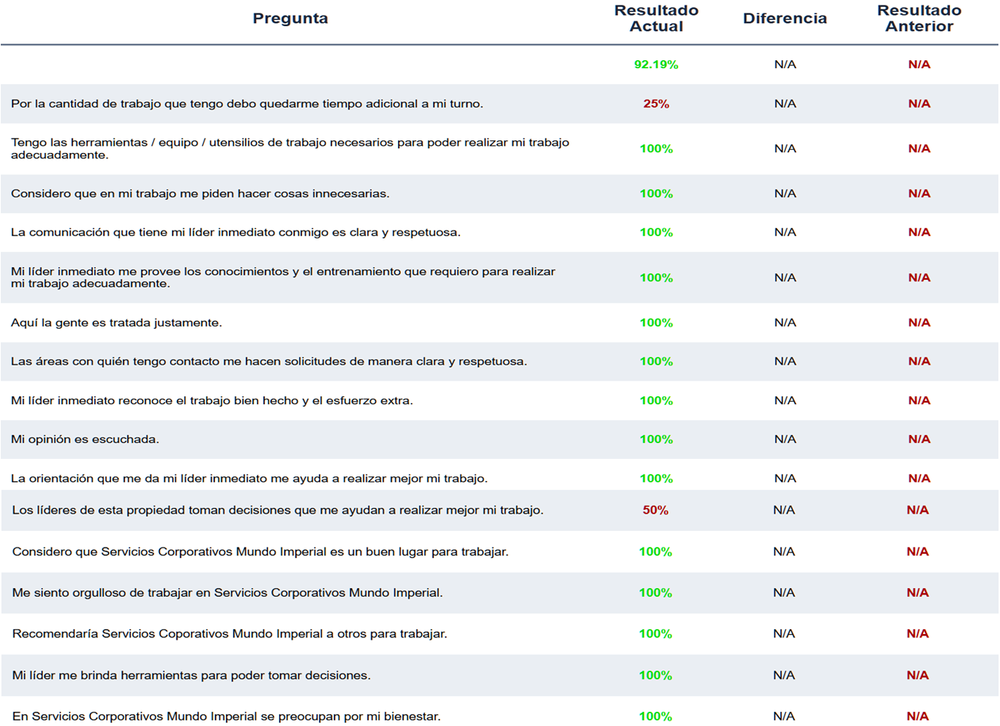 Pregunta Resultado Actual Diferencia Resultado Anterior
92.19% N/A N/A
Por la cantidad de trabajo que tengo debo quedarme tiempo adicional a mi turno. 25% N/A N/A
Tengo las herramientas / equipo / utensilios de trabajo necesarios para poder realizar mi trabajo
adecuadamente. 100% N/A N/A
Considero que en mi trabajo me piden hacer cosas innecesarias. 100% N/A N/A
La comunicación que tiene mi líder inmediato conmigo es clara y respetuosa. 100% N/A N/A
Mi líder inmediato me provee los conocimientos y el entrenamiento que requiero para realizar
mi trabajo adecuadamente. 100% N/A N/A
Aquí la gente es tratada justamente. 100% N/A N/A
Las áreas con quién tengo contacto me hacen solicitudes de manera clara y respetuosa. 100% N/A N/A
Mi líder inmediato reconoce el trabajo bien hecho y el esfuerzo extra. 100% N/A N/A
Mi opinión es escuchada. 100% N/A N/A
La orientación que me da mi líder inmediato me ayuda a realizar mejor mi trabajo. 100% N/A N/A
Los líderes de esta propiedad toman decisiones que me ayudan a realizar mejor mi trabajo. 50% N/A N/A
Considero que Servicios Corporativos Mundo Imperial es un buen lugar para trabajar. 100% N/A N/A
Me siento orgulloso de trabajar en Servicios Corporativos Mundo Imperial. 100% N/A N/A
Recomendaría Servicios Coporativos Mundo Imperial a otros para trabajar. 100% N/A N/A
Mi líder me brinda herramientas para poder tomar decisiones. 100% N/A N/A
En Servicios Corporativos Mundo Imperial se preocupan por mi bienestar. 100% N/A N/A